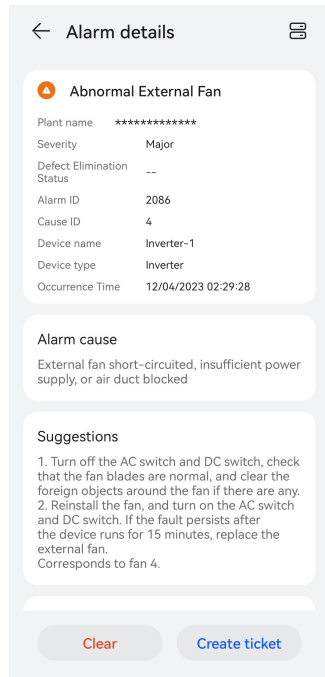 Alarm details
Abnormal External Fan
Plant name *************
Severity Major
Defect Elimination
Status --
Alarm ID 2086
Cause ID 4
Device name Inverter-1
Device type Inverter
Occurrence Time 12/04/2023 02:29:28
Alarm cause
External fan short-circuited, insufficient power
supply, or air duct blocked
Suggestions
1. Turn off the AC switch and DC switch, check
that the fan blades are normal, and clear the
foreign objects around the fan if there are any.
2. Reinstall the fan, and turn on the AC switch
and DC switch. If the fault persists after
the device runs for 15 minutes, replace the
external fan.
Corresponds to fan 4.
Clear Create ticket